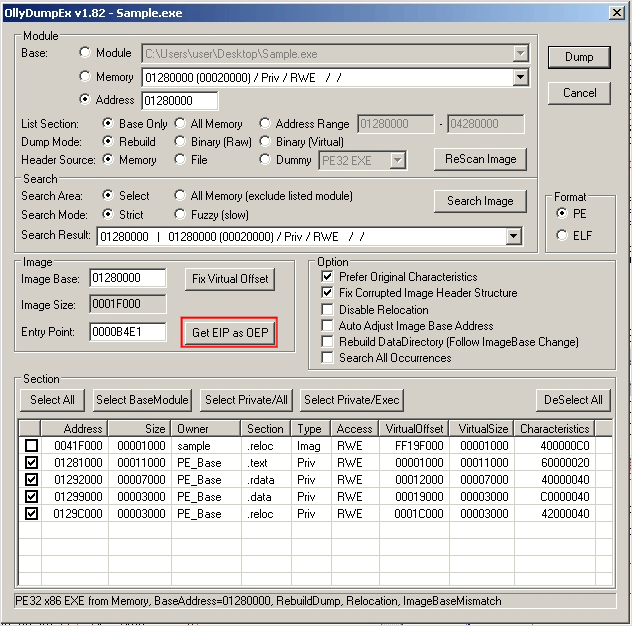 OllyDumpEx v1.82 - Sample.exe
Module
Base: Module C:\Users\user\Desktop\Sample.exe
Memory 01280000 (00020000) / Priv / RWE / /
Address 01280000
Dump
Cancel
List Section: Base Only All Memory Address Range 01280000 - 04280000
Dump Mode: Rebuild Binary (Raw) Binary (Virtual)
Header Source: Memory File Dummy PE32 EXE ReScan Image
Search
Search Area: Select All Memory (exclude listed module) Search Image
Search Mode: Strict Fuzzy (slow)
Search Result: 01280000 | 01280000 (00020000) / Priv / RWE / /
Format
PE
ELF
Image
Image Base: 01280000 Fix Virtual Offset
Image Size: 0001F000
Entry Point: 0000B4E1 Get EIP as OEP
Option
Prefer Original Characteristics
Fix Corrupted Image Header Structure
Disable Relocation
Auto Adjust Image Base Address
Rebuild DataDirectory (Follow ImageBase Change)
Search All Occurrences
Section
Select All Select BaseModule Select Private/All Select Private/Exec DeSelect All
Address Size Owner Section Type Access VirtualOffset VirtualSize Characteristics
0041F000 00001000 sample .reloc Imag RWE FF19F000 00001000 400000C0
01281000 00011000 PE_Base .text Priv RWE 00001000 00011000 60000020
01292000 00007000 PE_Base .rdata Priv RWE 00012000 00007000 40000040
01299000 00003000 PE_Base .data Priv RWE 00019000 00003000 C0000040
0129C000 00003000 PE_Base .reloc Priv RWE 0001C000 00003000 42000040
PE32 x86 EXE from Memory, BaseAddress=01280000, RebuildDump, Relocation, ImageBaseMismatch